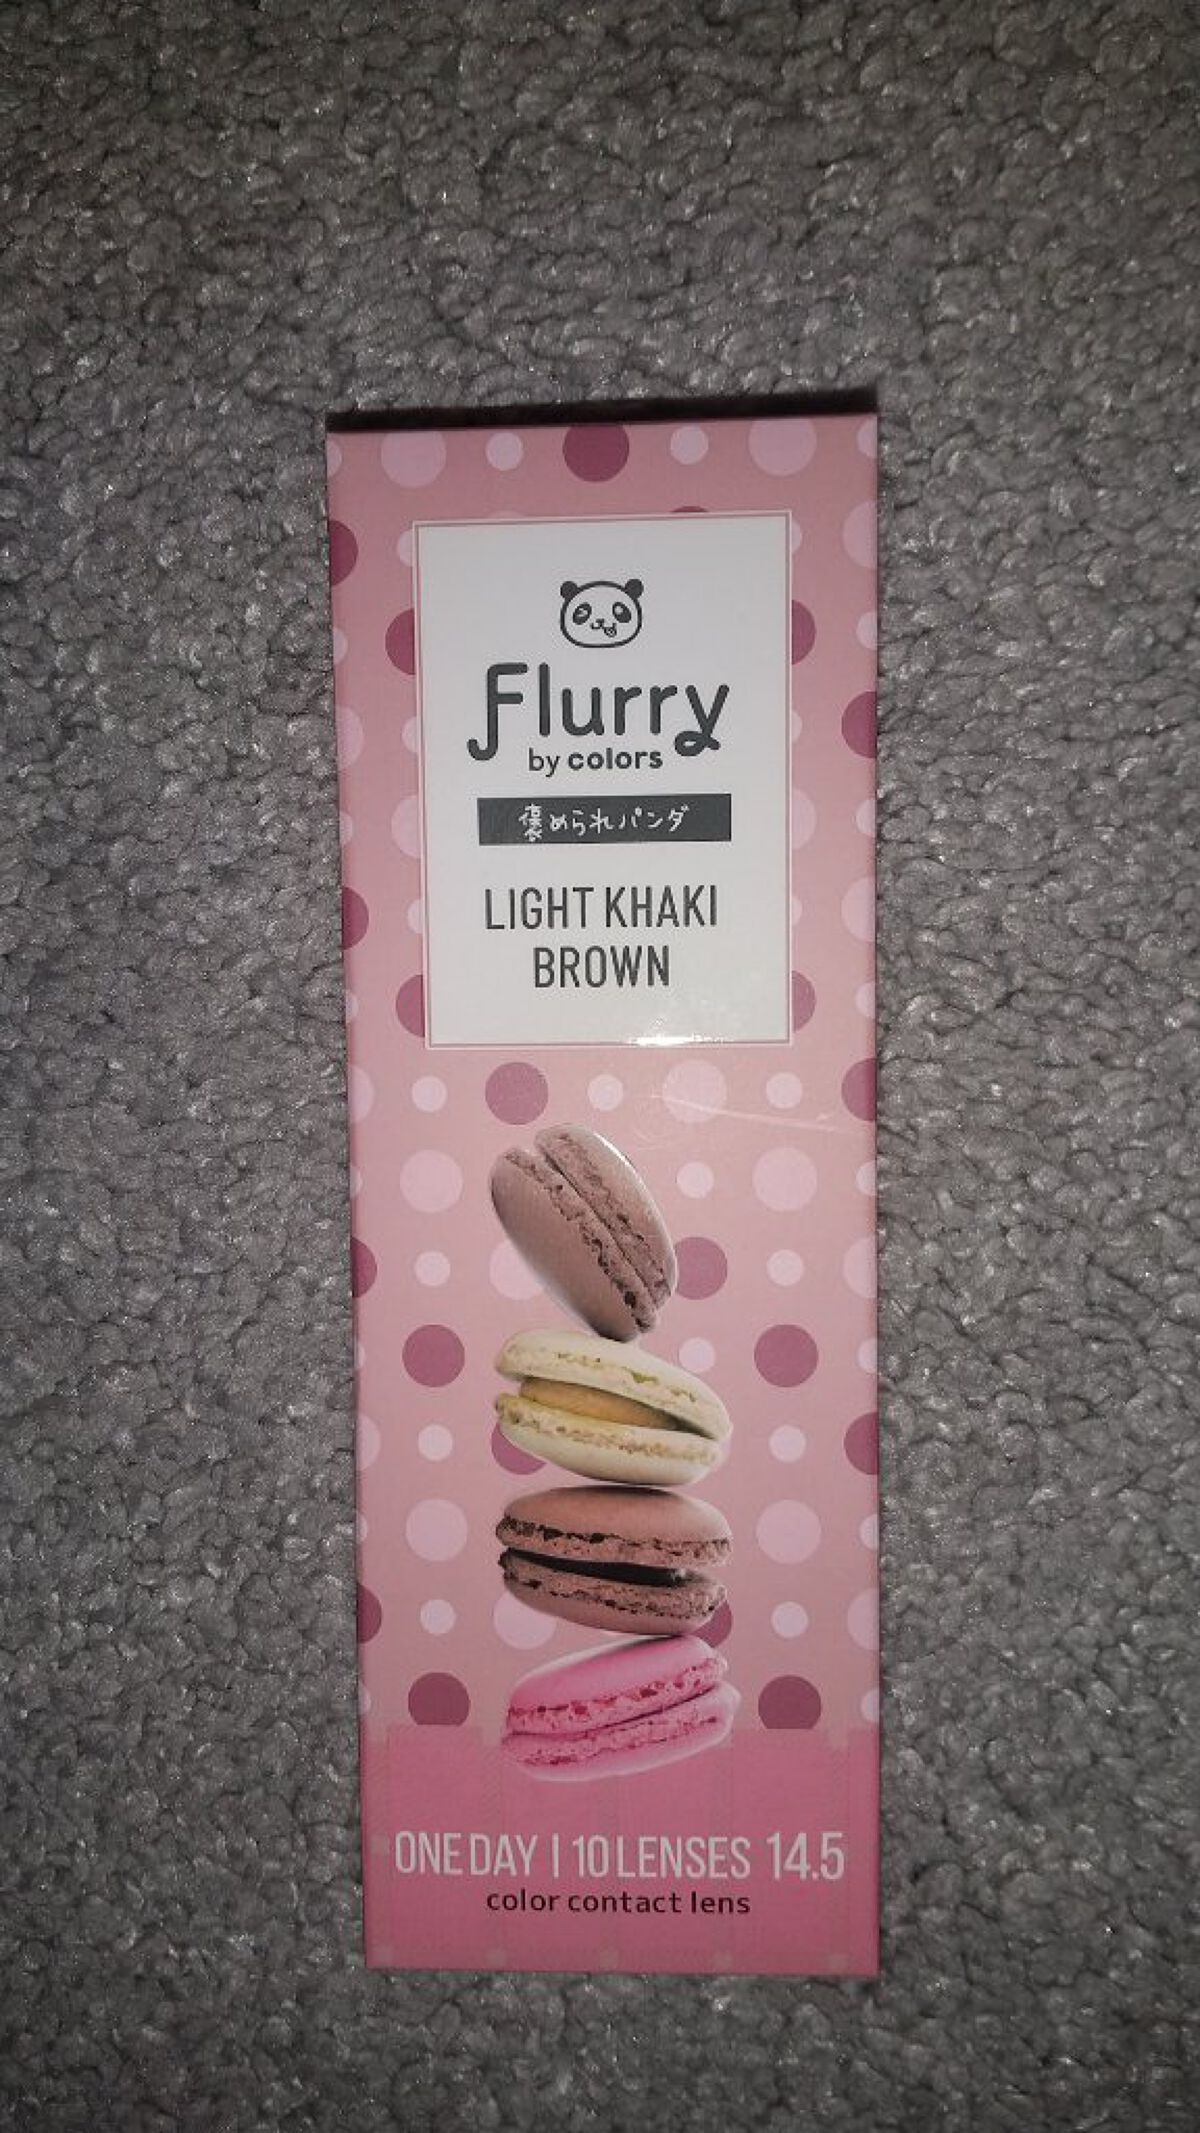 Flurry
by colors
褒められパンダ
LIGHT KHAKI
BROWN
ONE DAY | 10 LENSES 14.5
color contact lens